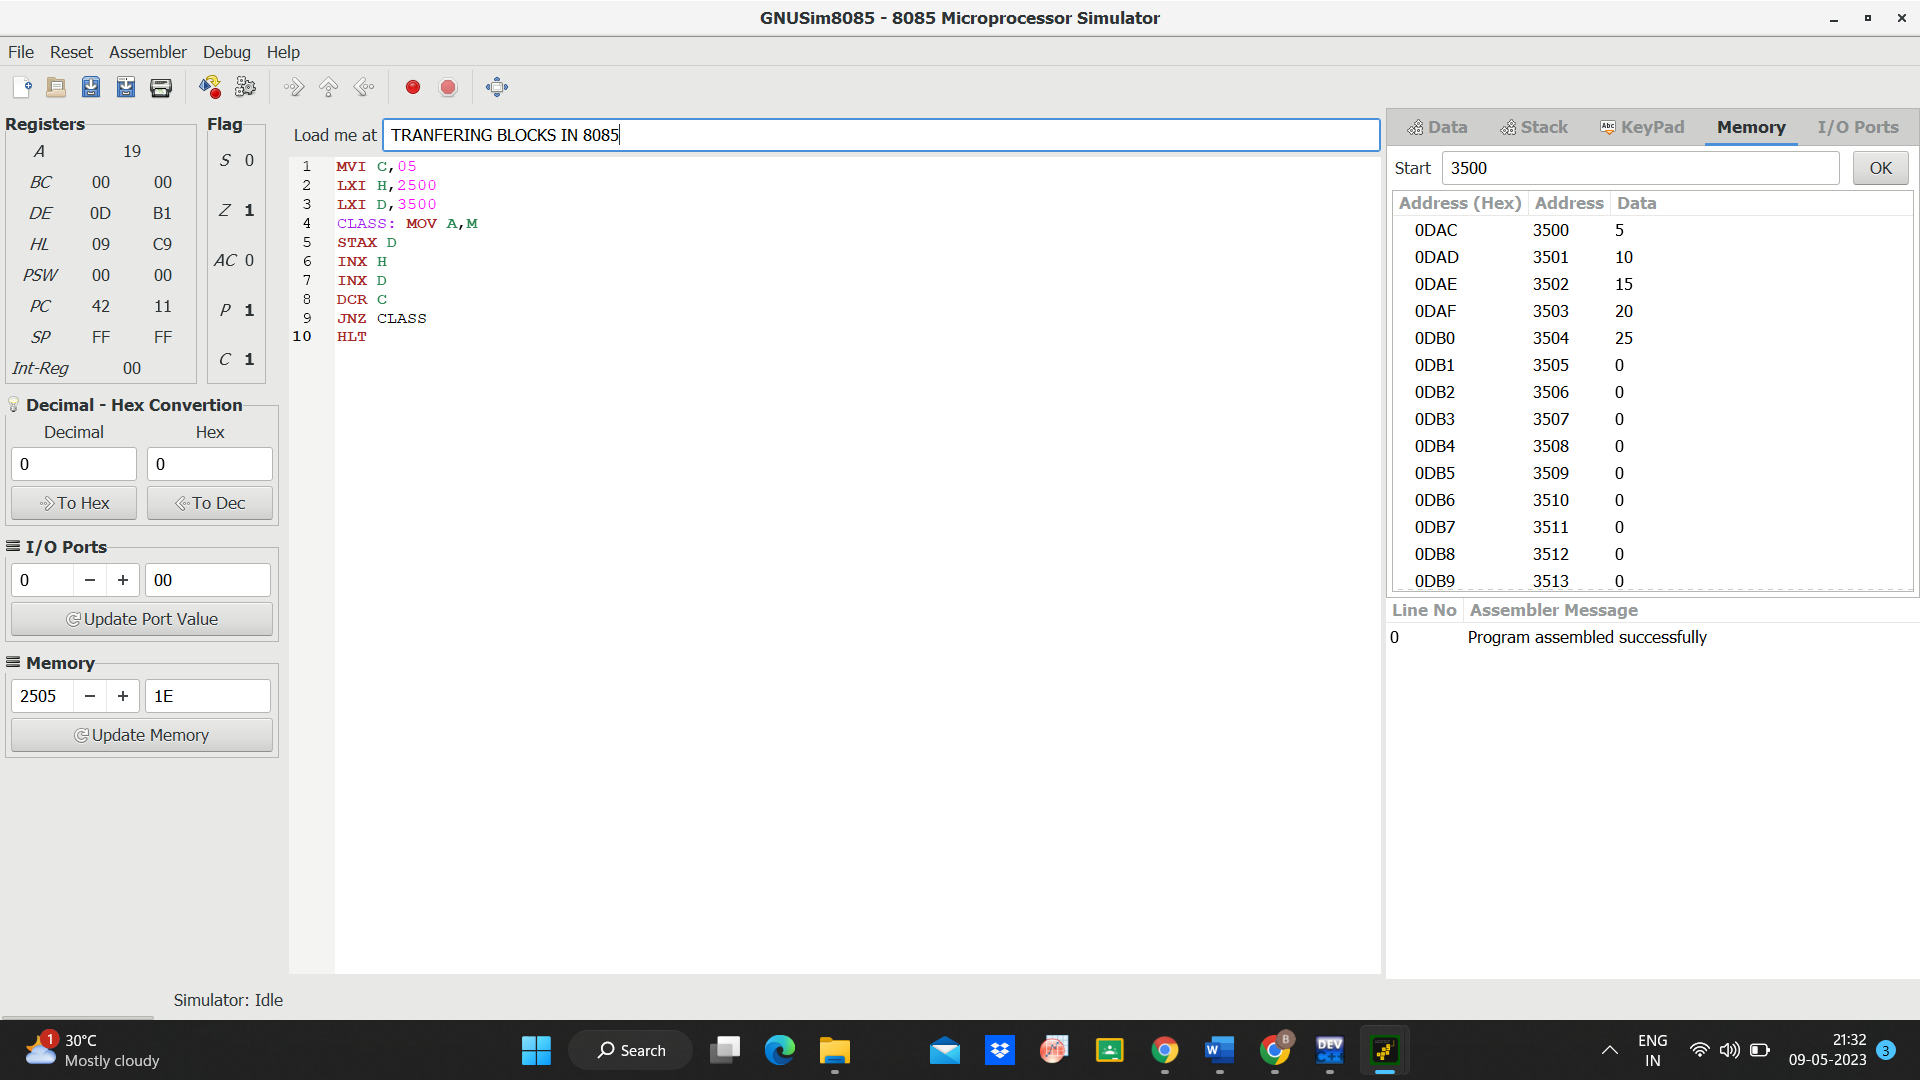 GNUSim8085 - 8085 Microprocessor Simulator
File Reset Assembler Debug Help
Registers
A 19
BC 00 00
DE 0D B1
HL 09 C9
PSW 00 00
PC 42 11
SP FF FF
Int-Reg 00
Flag
S 0
Z 1
AC 0
P 1
C 1
Decimal - Hex Convertion
Decimal Hex
0 0
To Hex To Dec
I/O Ports
0 − + 00
Update Port Value
Memory
2505 − + 1E
Update Memory
Load me at TRANFERING BLOCKS IN 8085
1 MVI C,05
2 LXI H,2500
3 LXI D,3500
4 CLASS: MOV A,M
5 STAX D
6 INX H
7 INX D
8 DCR C
9 JNZ CLASS
10 HLT
Data Stack Abc KeyPad Memory I/O Ports
Start 3500 OK
Address (Hex) Address Data
0DAC 3500 5
0DAD 3501 10
0DAE 3502 15
0DAF 3503 20
0DB0 3504 25
0DB1 3505 0
0DB2 3506 0
0DB3 3507 0
0DB4 3508 0
0DB5 3509 0
0DB6 3510 0
0DB7 3511 0
0DB8 3512 0
0DB9 3513 0
Line No Assembler Message
0 Program assembled successfully
Simulator: Idle
1
30°C
Mostly cloudy
Search
W
B
DEV
C++
ENG
IN
21:32
09-05-2023
3